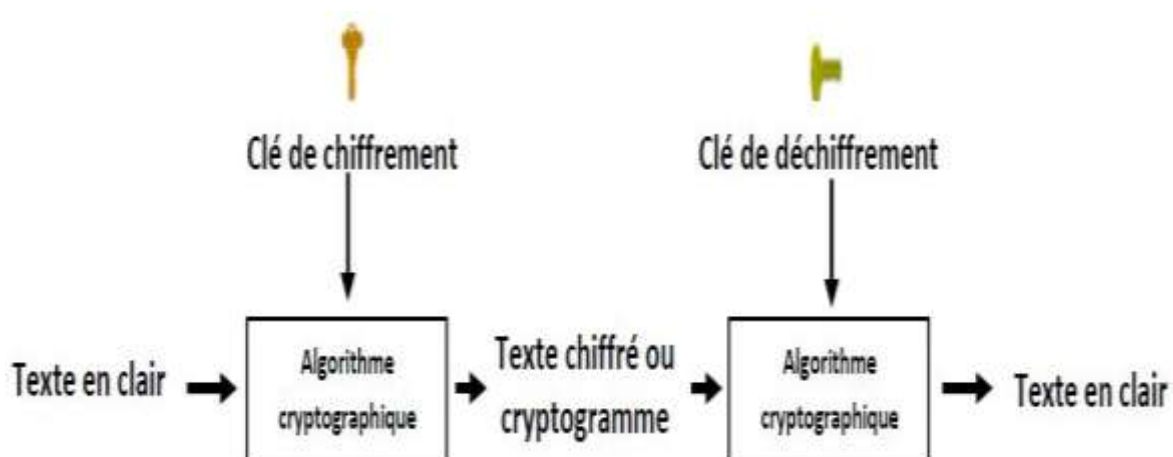 Clé de chiffrement
Clé de déchiffrement
Texte en clair
Algorithme
cryptographique
Texte chiffré ou
cryptogramme
Algorithme
cryptographique
Texte en clair